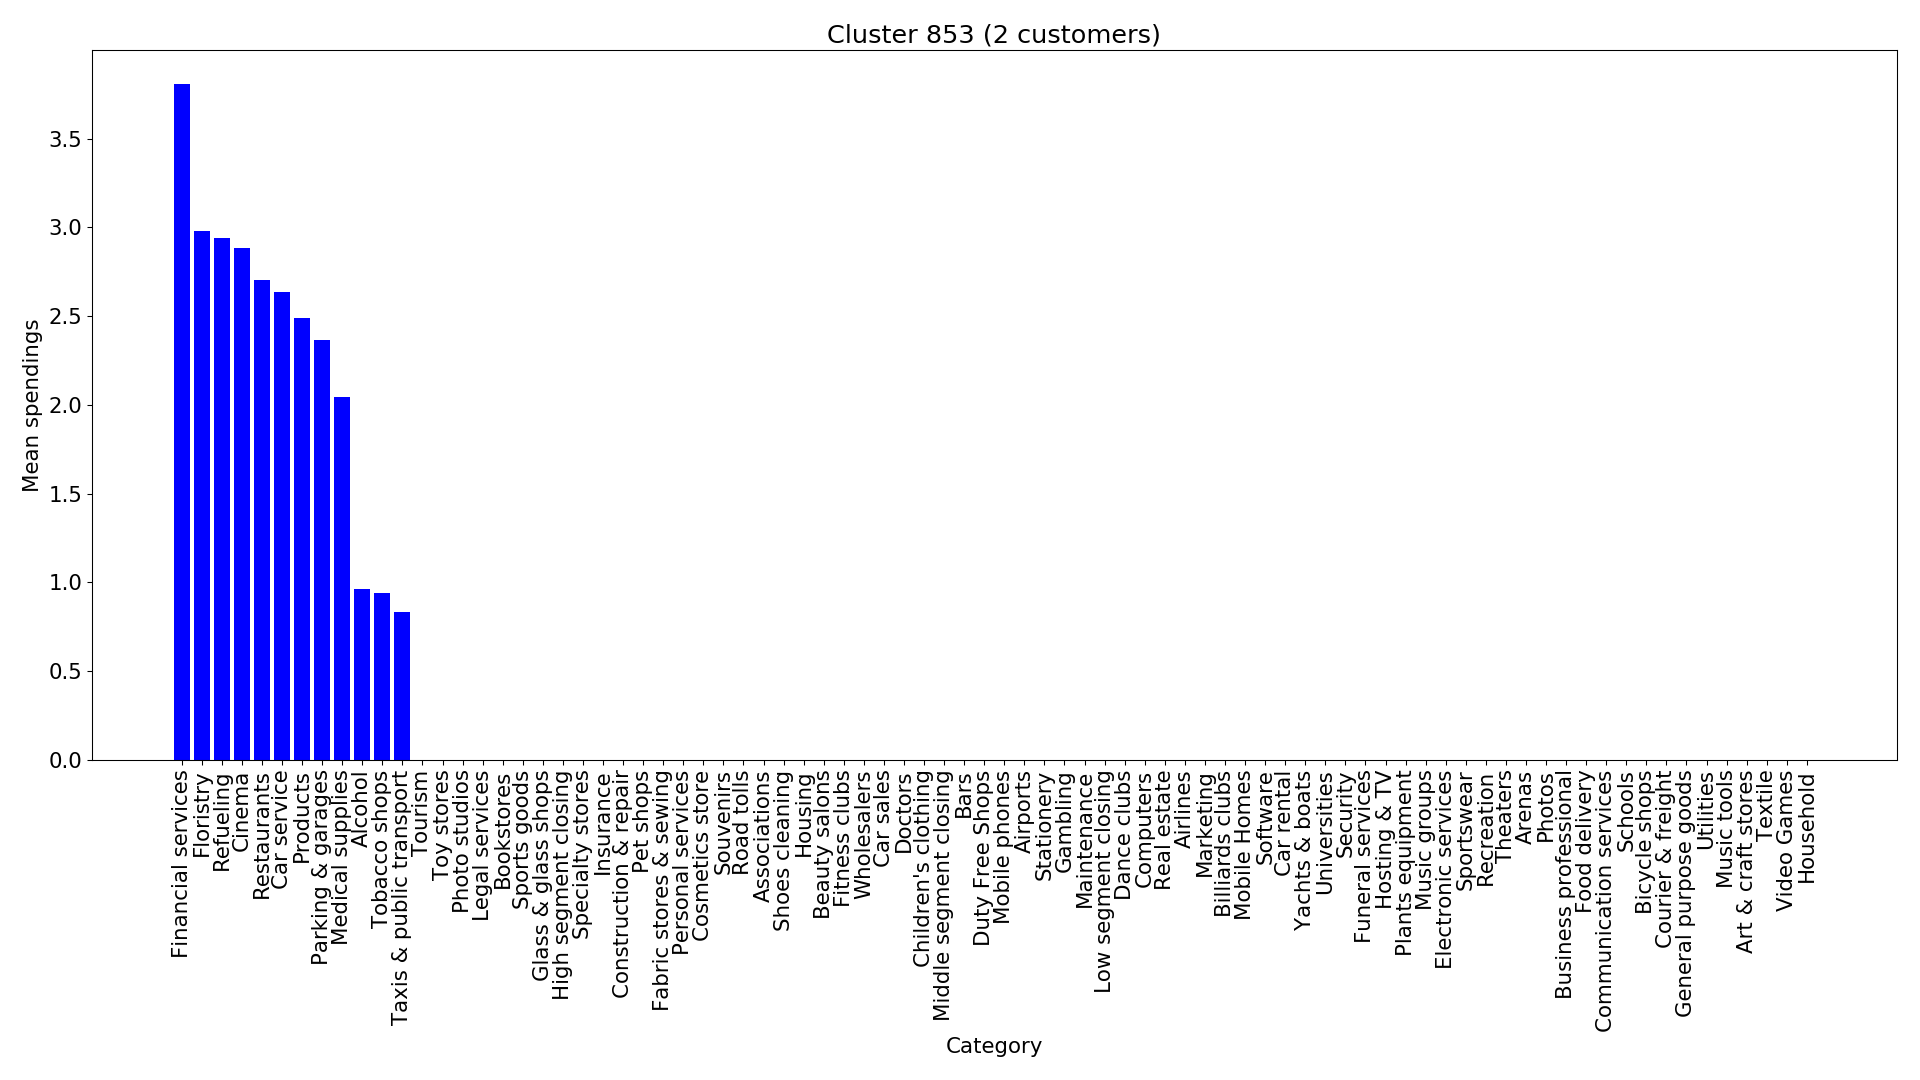 Cluster 853 (2 customers)
Mean spendings
3.5
3.0
2.5
2.0
1.5
1.0
0.5
0.0
Financial services
Floristry
Refueling
Cinema
Restaurants
Car service
Products
Parking & garages
Medical supplies
Alcohol
Tobacco shops
Taxis & public transport
Tourism
Toy stores
Photo studios
Legal services
Bookstores
Sports goods
Glass & glass shops
High segment closing
Specialty stores
Insurance
Construction & repair
Pet shops
Fabric stores & sewing
Personal services
Cosmetics store
Souvenirs
Road tolls
Associations
Shoes cleaning
Housing
Beauty salons
Fitness clubs
Wholesalers
Car sales
Doctors
Children's clothing
Middle segment closing
Bars
Duty Free Shops
Mobile phones
Airports
Stationery
Gambling
Maintenance
Low segment closing
Dance clubs
Computers
Real estate
Airlines
Marketing
Billiards clubs
Mobile Homes
Software
Car rental
Yachts & boats
Universities
Security
Funeral services
Hosting & TV
Plants equipment
Music groups
Electronic services
Sportswear
Recreation
Theaters
Arenas
Photos
Business professional
Food delivery
Communication services
Schools
Bicycle shops
Courier & freight
General purpose goods
Utilities
Music tools
Art & craft stores
Textile
Video Games
Household
Category